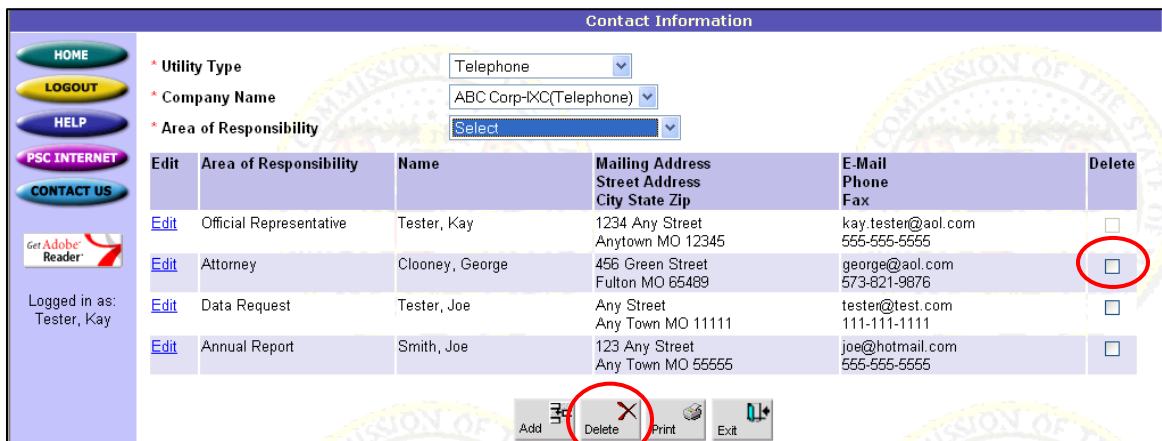 Contact Information
HOME
LOGOUT
HELP
PSC INTERNET
CONTACT US
Get Adobe®
Reader®
Logged in as:
Tester, Kay
* Utility Type Telephone
* Company Name ABC Corp-IXC(Telephone)
* Area of Responsibility Select
Edit Area of Responsibility Name Mailing Address E-Mail Delete
Street Address Phone
City State Zip Fax
Edit Official Representative Tester, Kay 1234 Any Street kay.tester@aol.com
Anytown MO 12345 555-555-5555
Edit Attorney Clooney, George 456 Green Street george@aol.com
Fulton MO 65489 573-821-9876
Edit Data Request Tester, Joe Any Street tester@test.com
Any Town MO 11111 111-111-1111
Edit Annual Report Smith, Joe 123 Any Street joe@hotmail.com
Any Town MO 55555 555-555-5555
Add Delete Print Exit